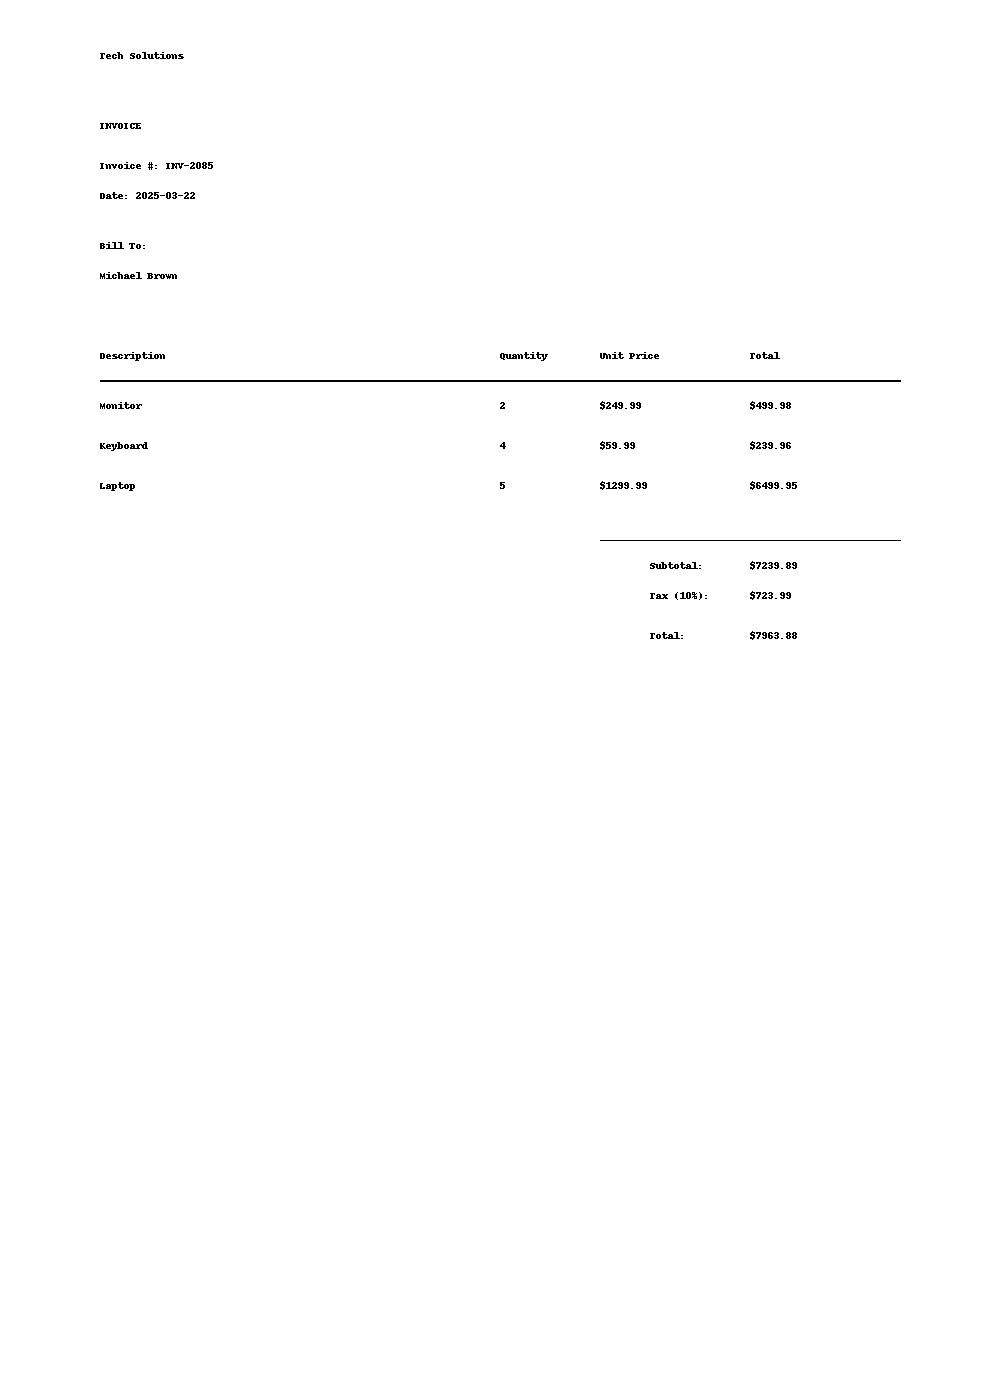 Tech Solutions
INVOICE
Invoice #: INV-2085
Date: 2025-03-22
Bill To:
Michael Brown
Description Quantity Unit Price Total
Monitor 2 $249.99 $499.98
Keyboard 4 $59.99 $239.96
Laptop 5 $1299.99 $6499.95
Subtotal: $7239.89
Tax (10%): $723.99
Total: $7963.88